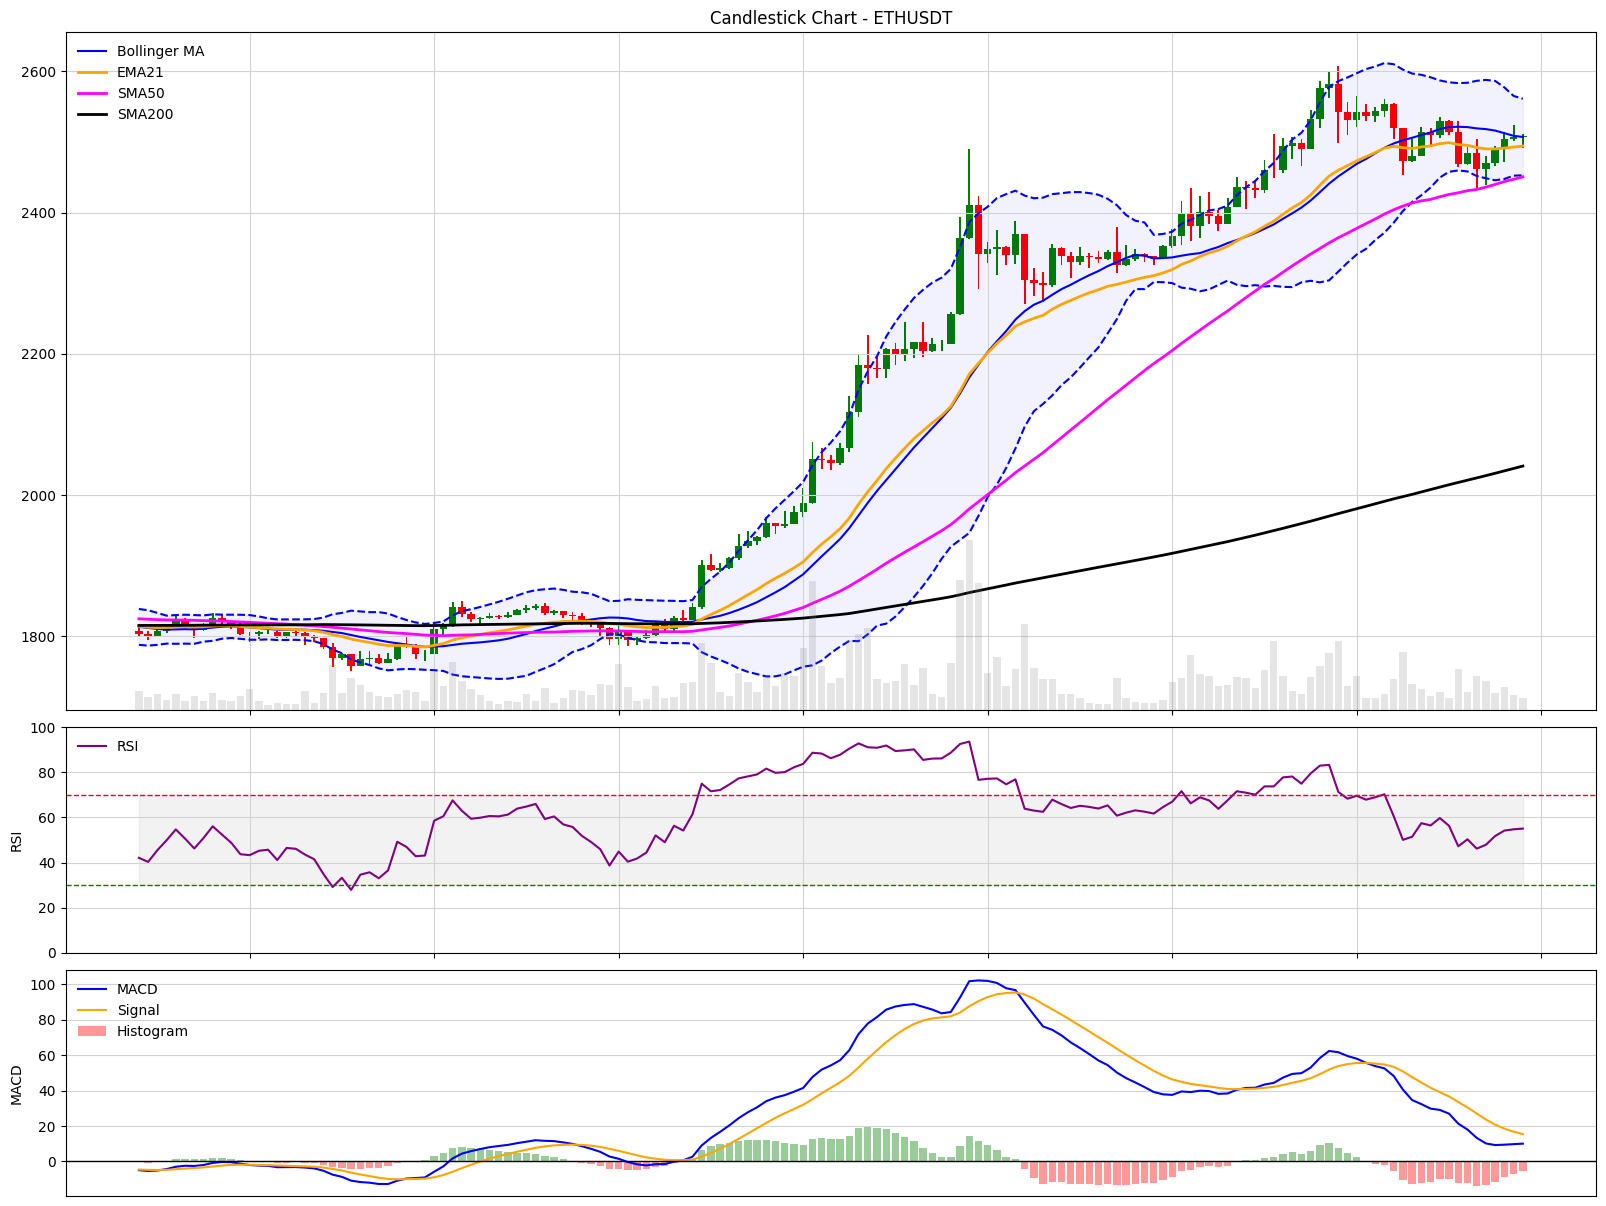 Candlestick Chart - ETHUSDT
Bollinger MA
EMA21
SMA50
SMA200
2600
2400
2200
2000
1800
RSI
RSI
100
80
60
40
20
0
MACD
Signal
Histogram
MACD
100
80
60
40
20
0